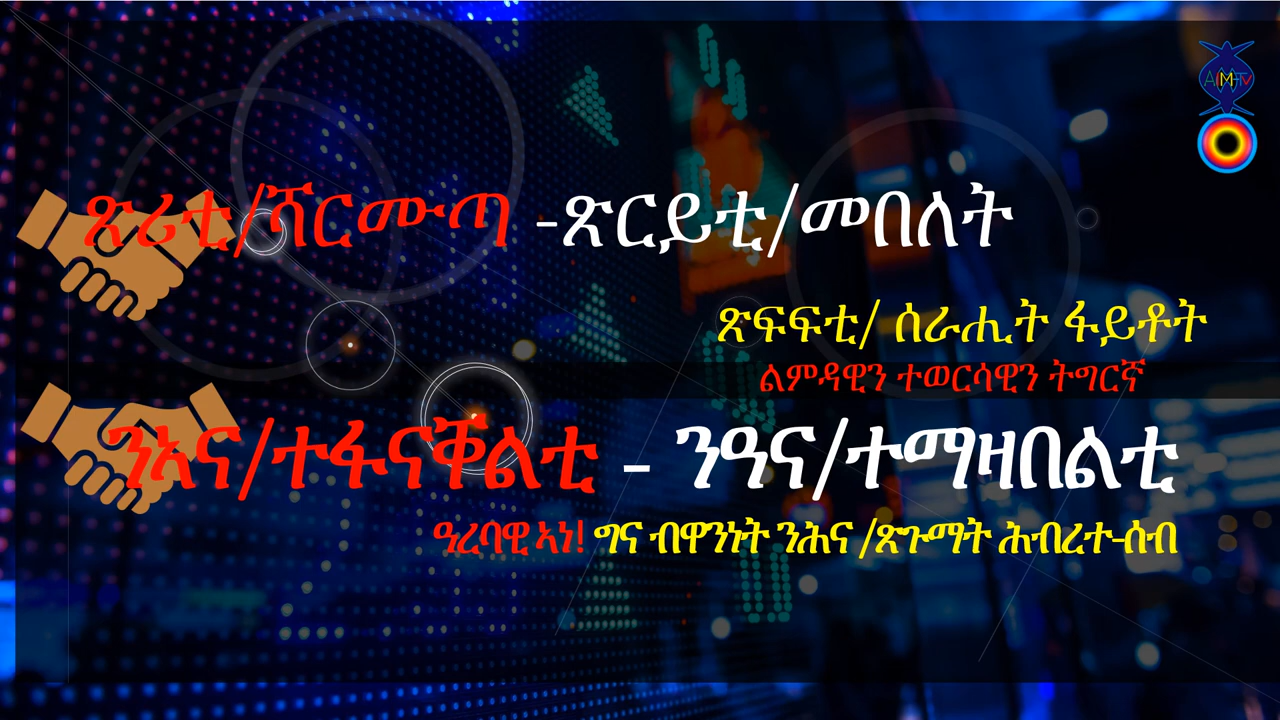 ACMTV
ጽሪቲ/ሻርሙጣ -ጽርይቲ/መበለት
ጽፍፍቲ/ ሰራሒት ፋይቶት
ልምዳዊን ተወርሳዊን ትግርኛ
ንእና/ተፋናቐልቲ – ንዓና/ተማዛበልቲ
ዓረባዊ ኣነ! ግና ብዋንነት ንሕና /ጽጉማት ሕብረተ-ሰብ